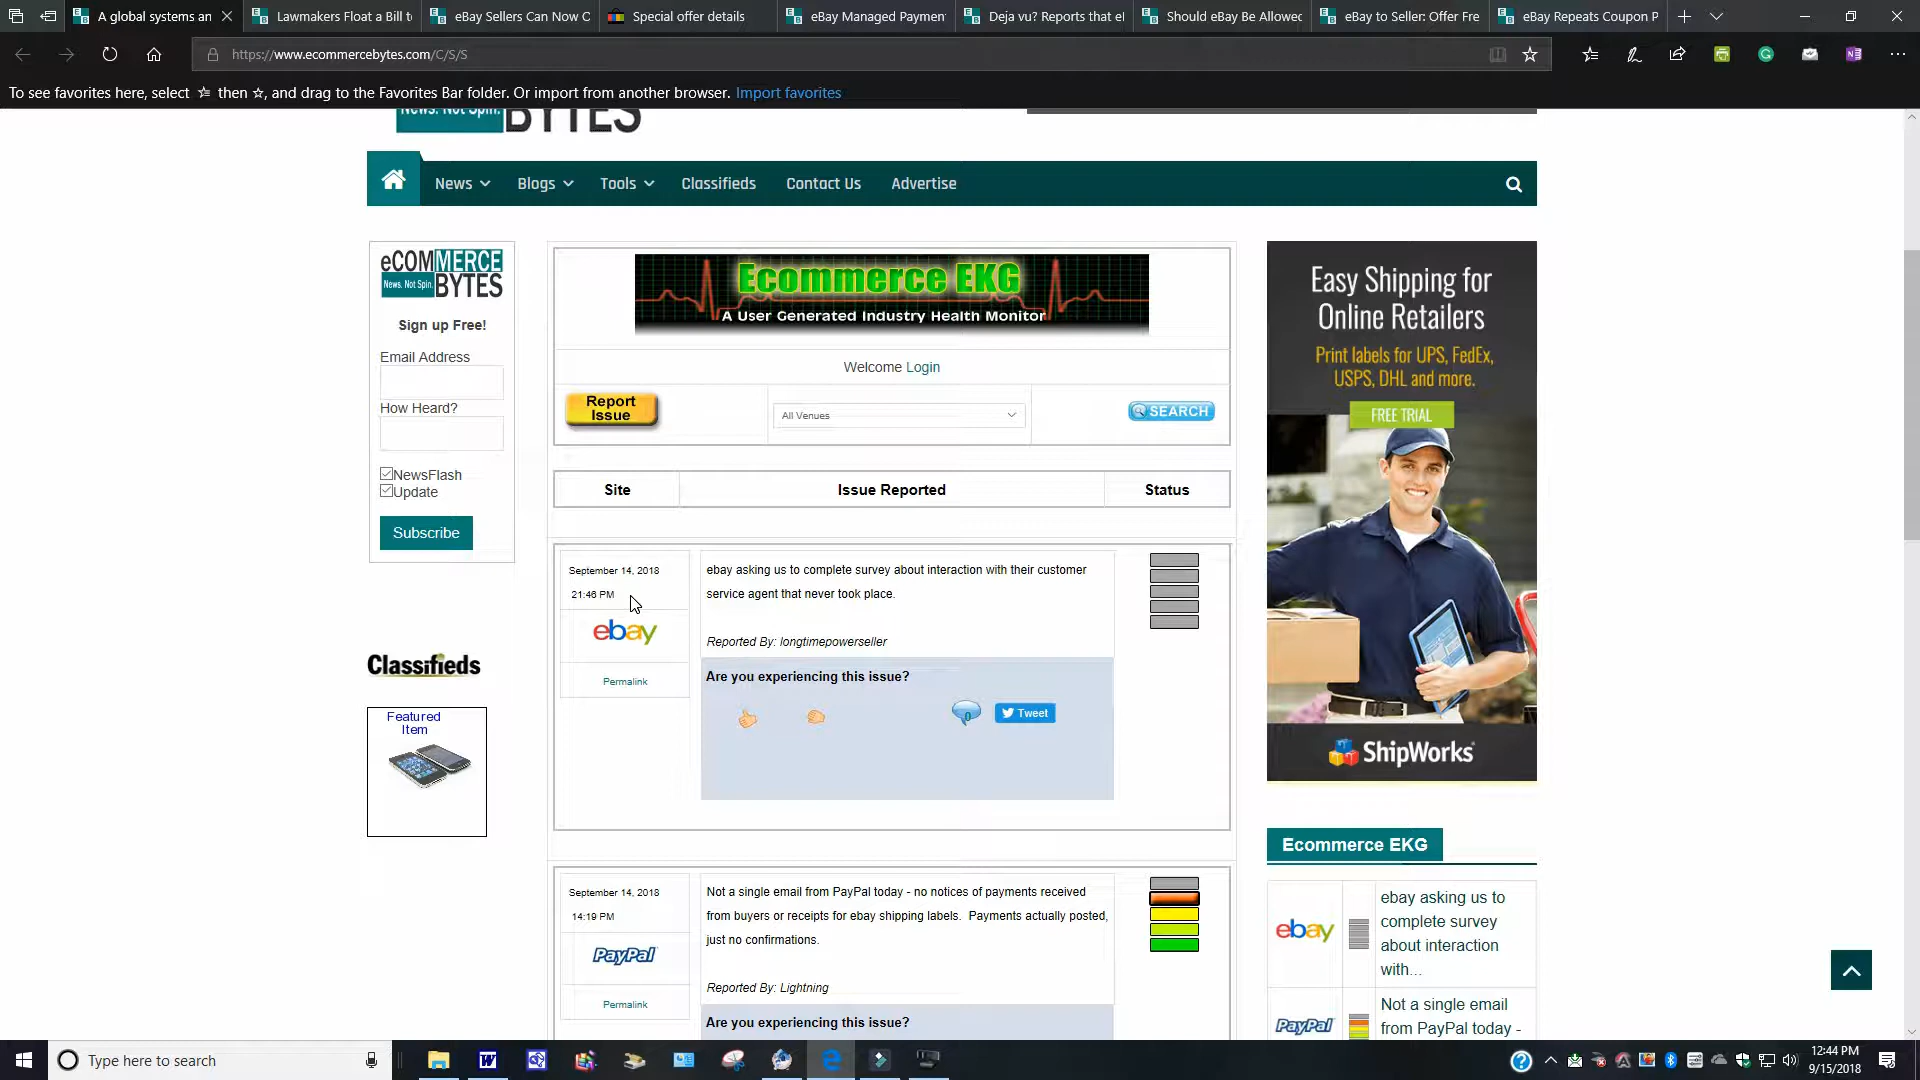 A global systems an
Lawmakers Float a Bill t
eBay Sellers Can Now O
Special offer details
eBay Managed Paymen
Deja vu? Reports that eI
Should eBay Be Allowed
eBay to Seller: Offer Fre
eBay Repeats Coupon P
https://www.ecommercebytes.com/C/S/S
To see favorites here, select then ☆, and drag to the Favorites Bar folder. Or import from another browser. Import favorites
News. Not Spin.
BYTES
News
Blogs
Tools
Classifieds
Contact Us
Advertise
eCOMMERCE
News. Not Spin. BYTES
Sign up Free!
Email Address
How Heard?
NewsFlash
Update
Subscribe
Classifieds
Featured
Item
Ecommerce EKG
A User Generated Industry Health Monitor
Welcome Login
Report
Issue
All Venues
SEARCH
Site
Issue Reported
Status
September 14, 2018
21:46 PM
ebay
Permalink
ebay asking us to complete survey about interaction with their customer
service agent that never took place.
Reported By: longtimepowerseller
Are you experiencing this issue?
0
Tweet
September 14, 2018
14:19 PM
PayPal
Permalink
Not a single email from PayPal today - no notices of payments received
from buyers or receipts for ebay shipping labels. Payments actually posted,
just no confirmations.
Reported By: Lightning
Are you experiencing this issue?
Easy Shipping for
Online Retailers
Print labels for UPS, FedEx,
USPS, DHL and more.
FREE TRIAL
ShipWorks
Ecommerce EKG
ebay
ebay asking us to
complete survey
about interaction
with...
PayPal
Not a single email
from PayPal today -
Type here to search
12:44 PM
9/15/2018